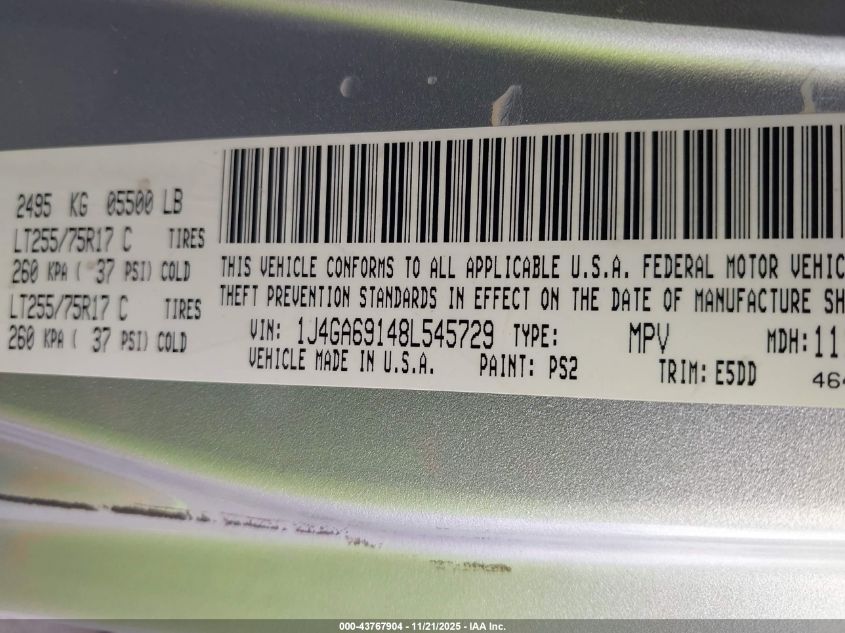 2495 KG 05500 LB
LT255/75R17 C TIRES
260 KPA ( 37 PSI) COLD
LT255/75R17 C TIRES
260 KPA ( 37 PSI) COLD
THIS VEHICLE CONFORMS TO ALL APPLICABLE U.S.A. FEDERAL MOTOR VEHIC
THEFT PREVENTION STANDARDS IN EFFECT ON THE DATE OF MANUFACTURE SH
VIN: 1J4GA69148L545729 TYPE: MPV MDH: 11
VEHICLE MADE IN U.S.A. PAINT: PS2 TRIM: E5DD 464
000-43767904 - 11/21/2025 - IAA Inc.